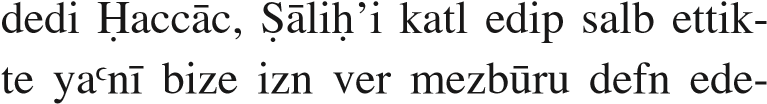 dedi Ḥaccāc, Ṣāliḥ’i katl edip salb ettik-
te yaʿnī bize izn ver mezbūru defn ede-